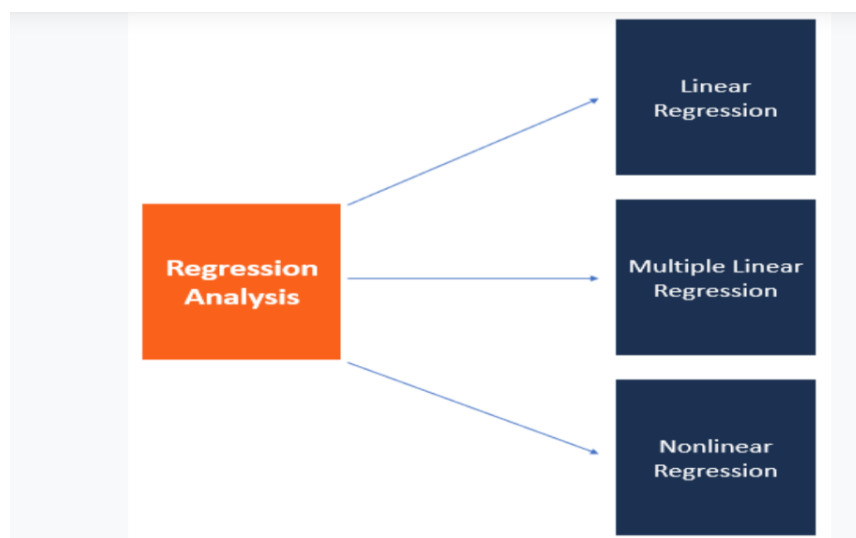 Regression
Analysis
Linear
Regression
Multiple Linear
Regression
Nonlinear
Regression